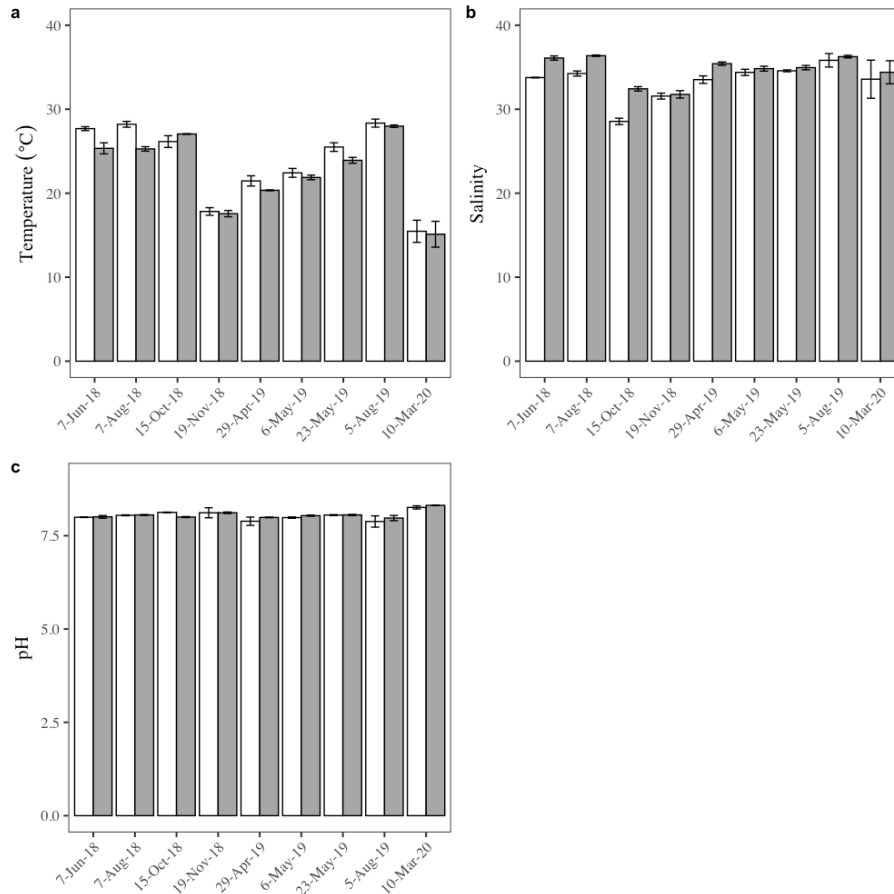 a
40
30
20
10
0
Temperature (°C)
7-Jun-18
7-Aug-18
15-Oct-18
19-Nov-18
29-Apr-19
6-May-19
23-May-19
5-Aug-19
10-Mar-20
b
40
30
20
10
0
Salinity
7-Jun-18
7-Aug-18
15-Oct-18
19-Nov-18
29-Apr-19
6-May-19
23-May-19
5-Aug-19
10-Mar-20
c
7.5
5.0
2.5
0.0
pH
7-Jun-18
7-Aug-18
15-Oct-18
19-Nov-18
29-Apr-19
6-May-19
23-May-19
5-Aug-19
10-Mar-20